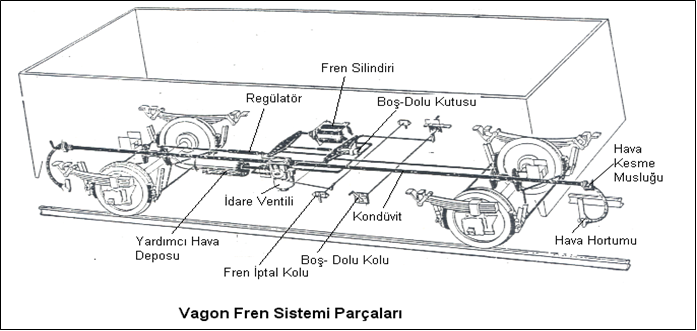 Fren Silindiri
Regülatör
Boş-Dolu Kutusu
Hava
Kesme
Musluğu
İdare Ventili
Kondüvit
Yardımcı Hava
Deposu
Fren İptal Kolu
Boş- Dolu Kolu
Hava Hortumu
Vagon Fren Sistemi Parçaları